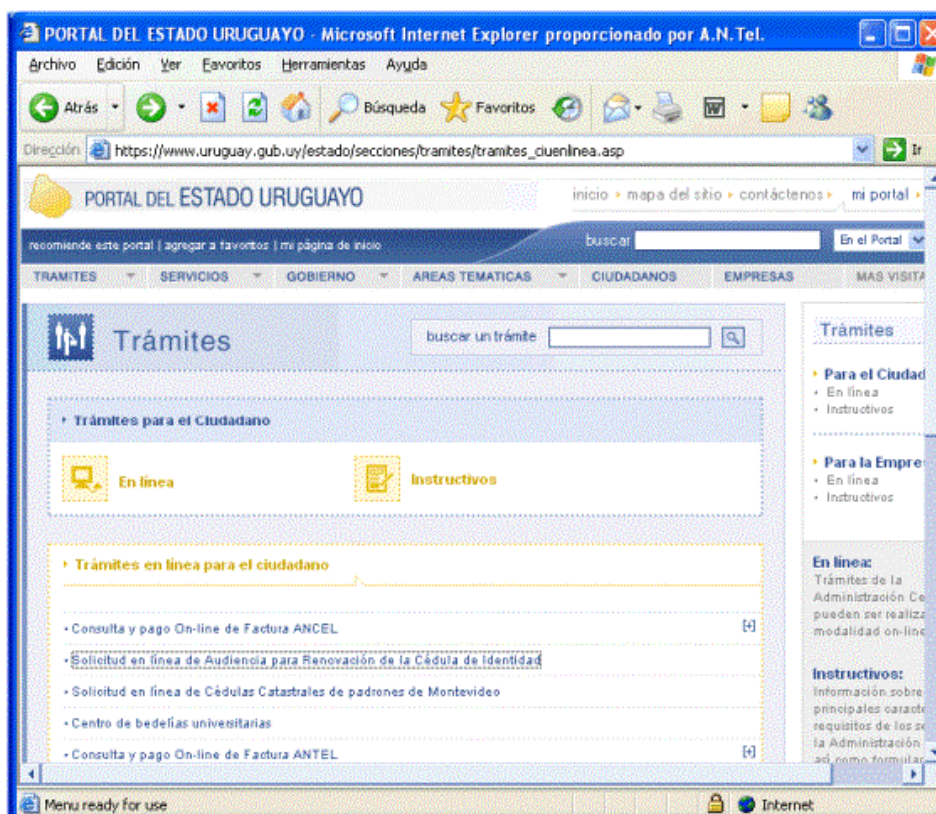 PORTAL DEL ESTADO URUGUAYO - Microsoft Internet Explorer proporcionado por A.N.Tel.
Archivo Edición Ver Favoritos Herramientas Ayuda
Atrás Búsqueda Favoritos
Dirección https://www.uruguay.gub.uy/estado/secciones/tramites/tramites_ciuenlinea.asp Ir
PORTAL DEL ESTADO URUGUAYO
inicio mapa del sitio contáctenos mi portal
recomiende este portal | agregar a favoritos | mi página de inicio
buscar En el Portal
TRAMITES SERVICIOS GOBIERNO AREAS TEMATICAS CIUDADANOS EMPRESAS MAS VISITA
Trámites
buscar un trámite
Trámites para el Ciudadano
En línea Instructivos
Trámites en línea para el ciudadano
Consulta y pago On-line de Factura ANCEL [+]
Solicitud en línea de Audiencia para Renovación de la Cédula de Identidad
Solicitud en línea de Cédulas Catastrales de padrones de Montevideo
Centro de bedelías universitarias
Consulta y pago On-line de Factura ANTEL [+]
Trámites
Para el Ciudad
En línea
Instructivos
Para la Empre
En línea
Instructivos
En línea:
Trámites de la
Administración Ce
pueden ser realiza
modalidad on-line
Instructivos:
Información sobre
principales caracte
requisitos de los se
la Administración
así como formular
Menu ready for use Internet